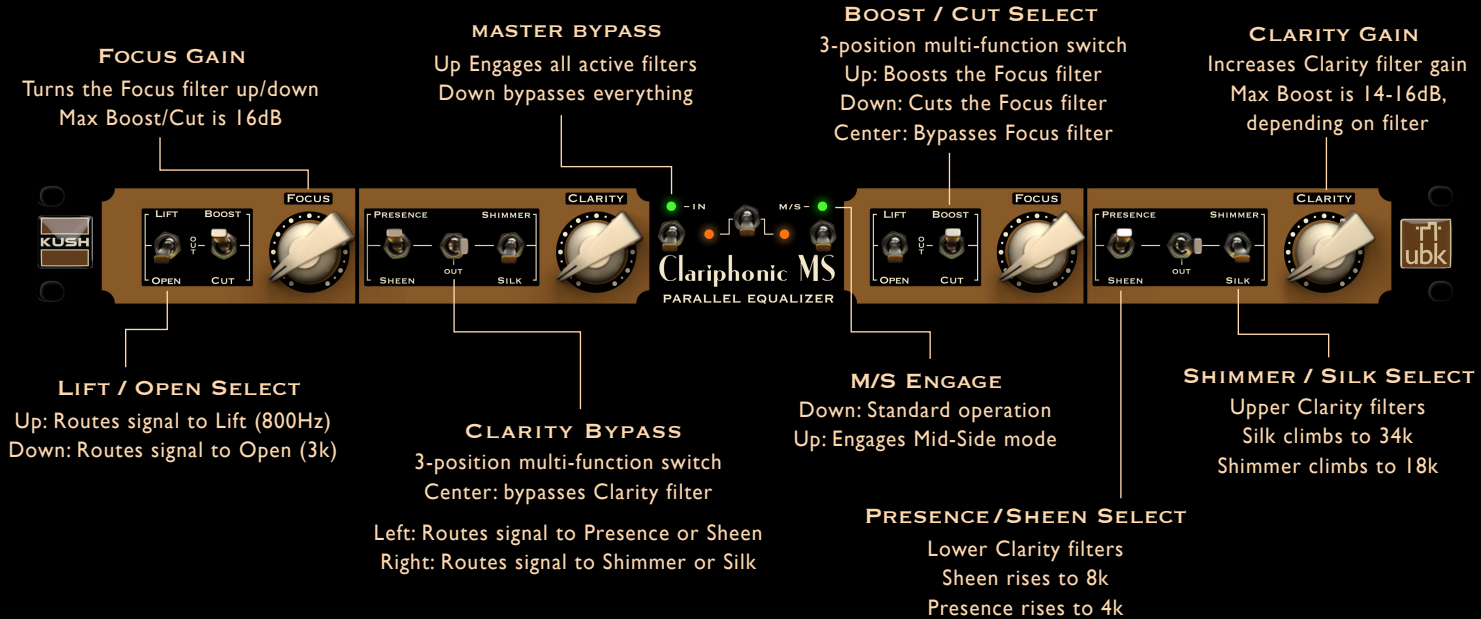 FOCUS GAIN
Turns the Focus filter up/down
Max Boost/Cut is 16dB
MASTER BYPASS
Up Engages all active filters
Down bypasses everything
BOOST / CUT SELECT
3-position multi-function switch
Up: Boosts the Focus filter
Down: Cuts the Focus filter
Center: Bypasses Focus filter
CLARITY GAIN
Increases Clarity filter gain
Max Boost is 14-16dB,
depending on filter
KUSH
LIFT
BOOST
OUT
OPEN
CUT
FOCUS
PRESENCE
SHIMMER
OUT
SHEEN
SILK
CLARITY
IN
M/S
Clariphonic MS
PARALLEL EQUALIZER
LIFT
BOOST
OUT
OPEN
CUT
FOCUS
PRESENCE
SHIMMER
OUT
SHEEN
SILK
CLARITY
ubk
LIFT / OPEN SELECT
Up: Routes signal to Lift (800Hz)
Down: Routes signal to Open (3k)
CLARITY BYPASS
3-position multi-function switch
Center: bypasses Clarity filter
Left: Routes signal to Presence or Sheen
Right: Routes signal to Shimmer or Silk
M/S ENGAGE
Down: Standard operation
Up: Engages Mid-Side mode
PRESENCE/SHEEN SELECT
Lower Clarity filters
Sheen rises to 8k
Presence rises to 4k
SHIMMER / SILK SELECT
Upper Clarity filters
Silk climbs to 34k
Shimmer climbs to 18k